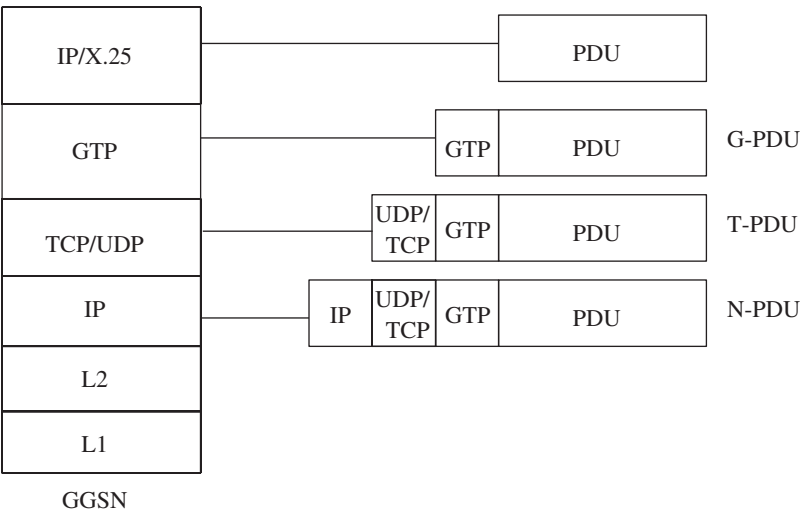 IP/X.25
PDU
GTP
GTP
PDU
G-PDU
TCP/UDP
UDP/
TCP
GTP
PDU
T-PDU
IP
IP
UDP/
TCP
GTP
PDU
N-PDU
L2
L1
GGSN